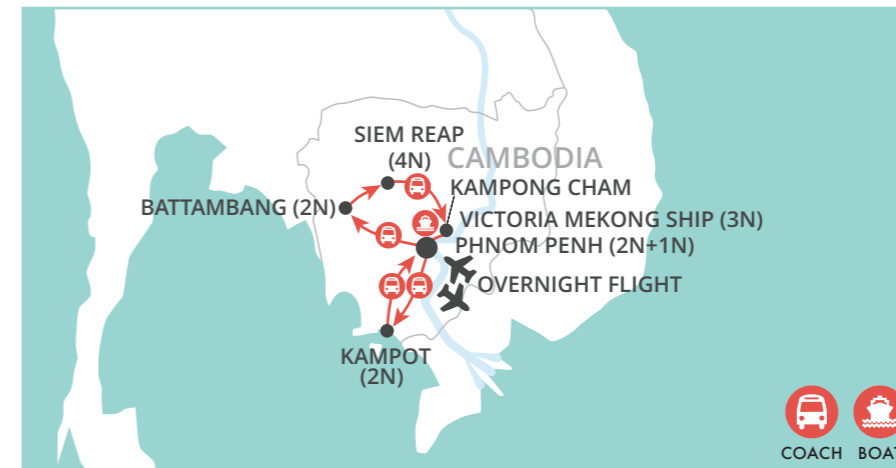 SIEM REAP
(4N)
CAMBODIA
KAMPONG CHAM
BATTAMBANG (2N)
VICTORIA MEKONG SHIP (3N)
PHNOM PENH (2N+1N)
OVERNIGHT FLIGHT
KAMPOT
(2N)
COACH
BOAT